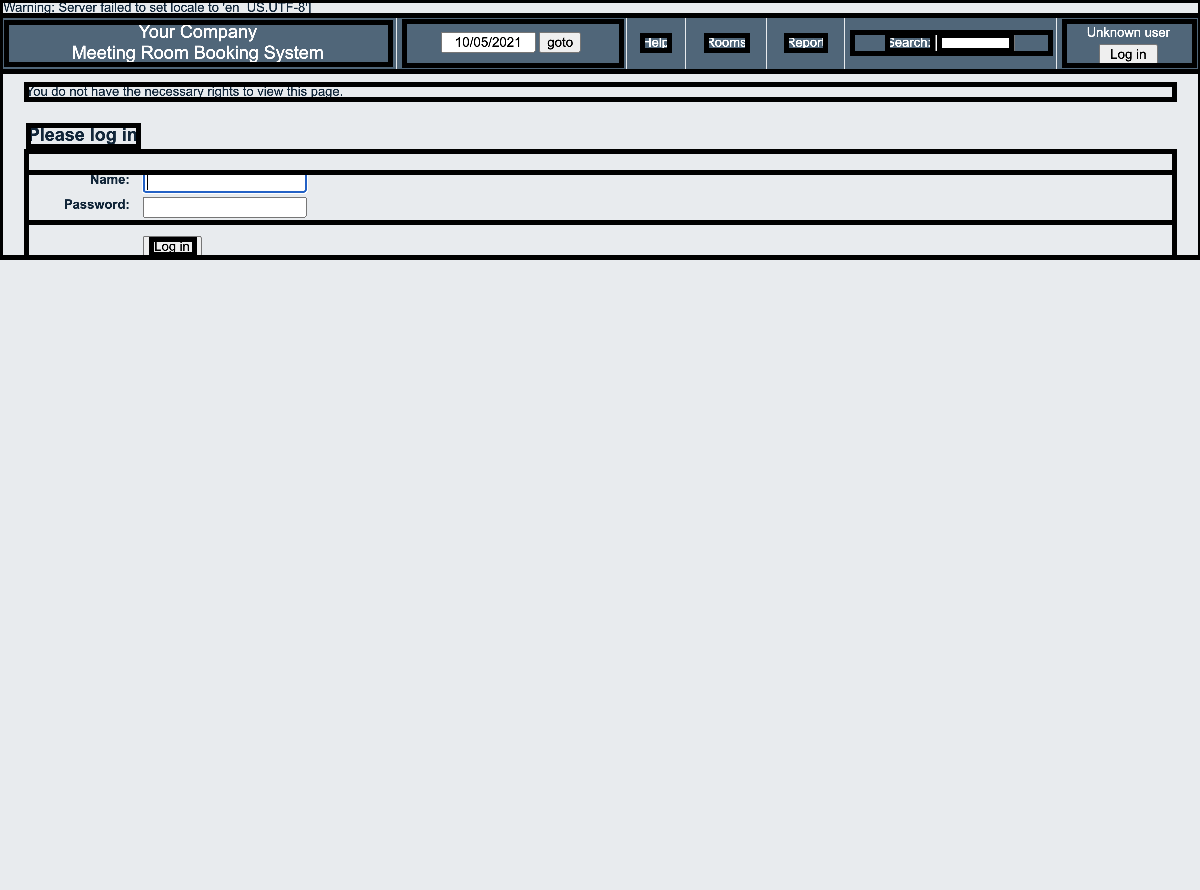 Warning: Server failed to set locale to 'en_US.UTF-8']
Your Company
Meeting Room Booking System
10/05/2021 goto
Help
Rooms
Report
Search:
Unknown user
Log in
You do not have the necessary rights to view this page.
Please log in
Name:
Password:
Log in